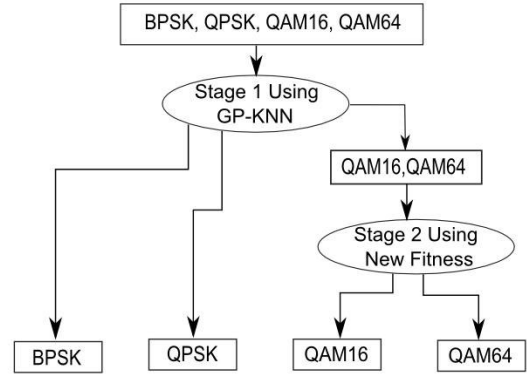 BPSK, QPSK, QAM16, QAM64
Stage 1 Using
GP-KNN
QAM16,QAM64
Stage 2 Using
New Fitness
BPSK
QPSK
QAM16
QAM64